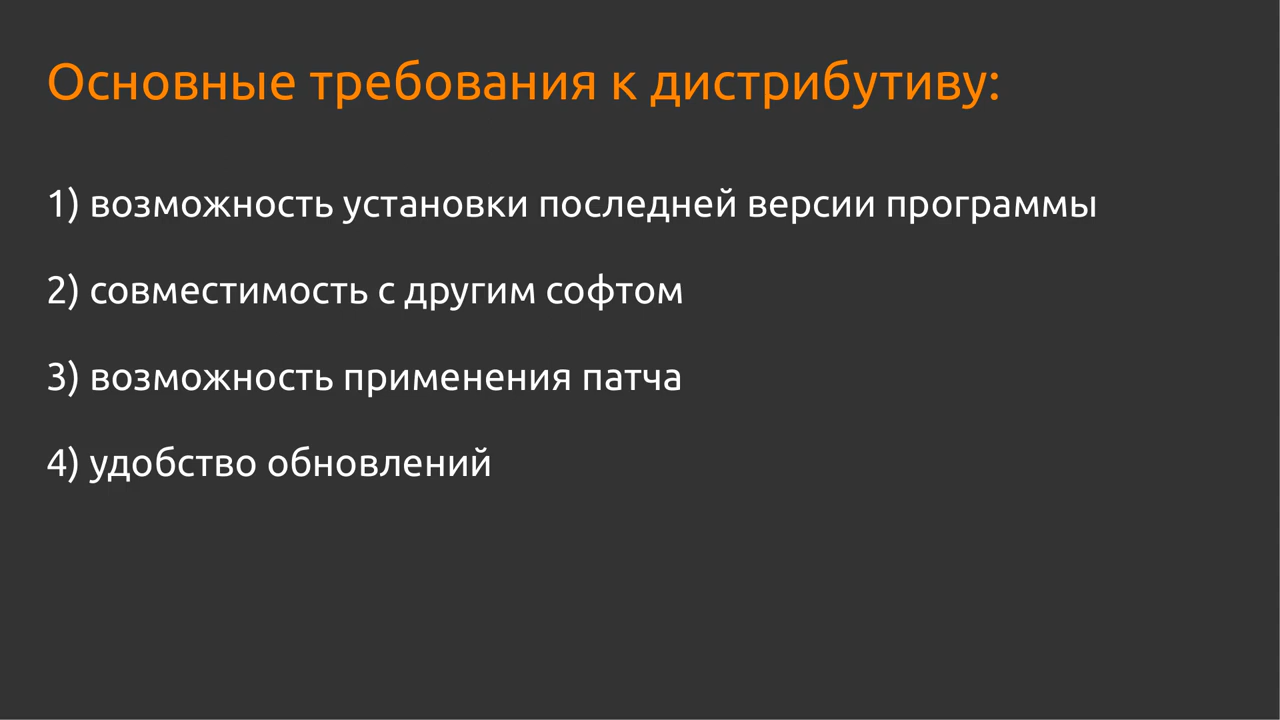 Основные требования к дистрибутиву:
1) возможность установки последней версии программы
2) совместимость с другим софтом
3) возможность применения патча
4) удобство обновлений